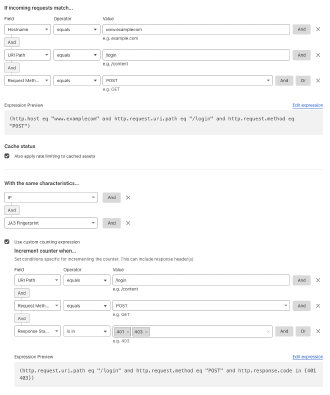 If incoming requests match...
Field Operator Value
Hostname equals www.examplecom And
e.g. example.com
And
URI Path equals /login And
e.g. /content
And
Request Meth... equals POST And Or
e.g. GET
Expression Preview Edit expression
(http.host eq "www.examplecom" and http.request.uri.path eq "/login" and http.request.method eq
"POST")
Cache status
Also apply rate limiting to cached assets
With the same characteristics...
IP And
And
JA3 Fingerprint And
Use custom counting expression
Increment counter when...
Set conditions specific for incrementing the counter. This can include response header(s)
Field Operator Value
URI Path equals /login And
e.g. /content
And
Request Meth... equals POST And
e.g. GET
And
Response Sta... is in 401 403 And Or
e.g. 403
Expression Preview Edit expression
(http.request.uri.path eq "/login" and http.request.method eq "POST" and http.response.code in {401
403})